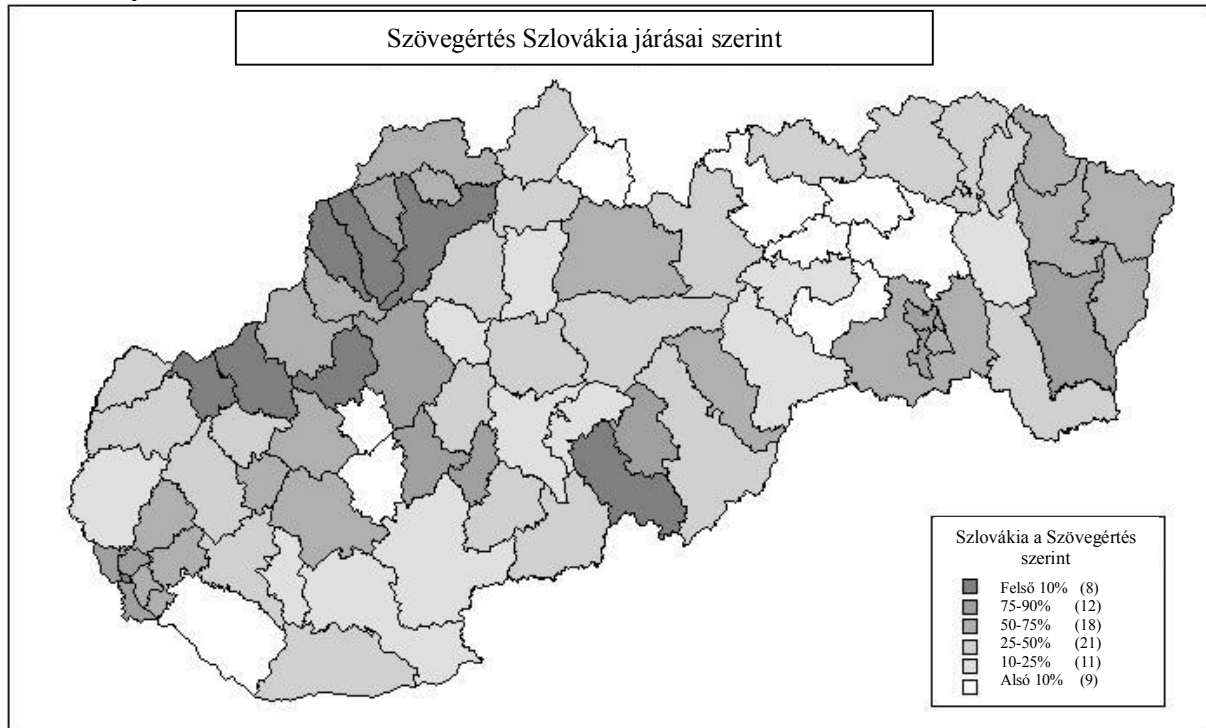 Szövegértés Szlovákia járásai szerint
Szlovákia a Szövegértés
szerint
Felső 10% (8)
75-90% (12)
50-75% (18)
25-50% (21)
10-25% (11)
Alsó 10% (9)